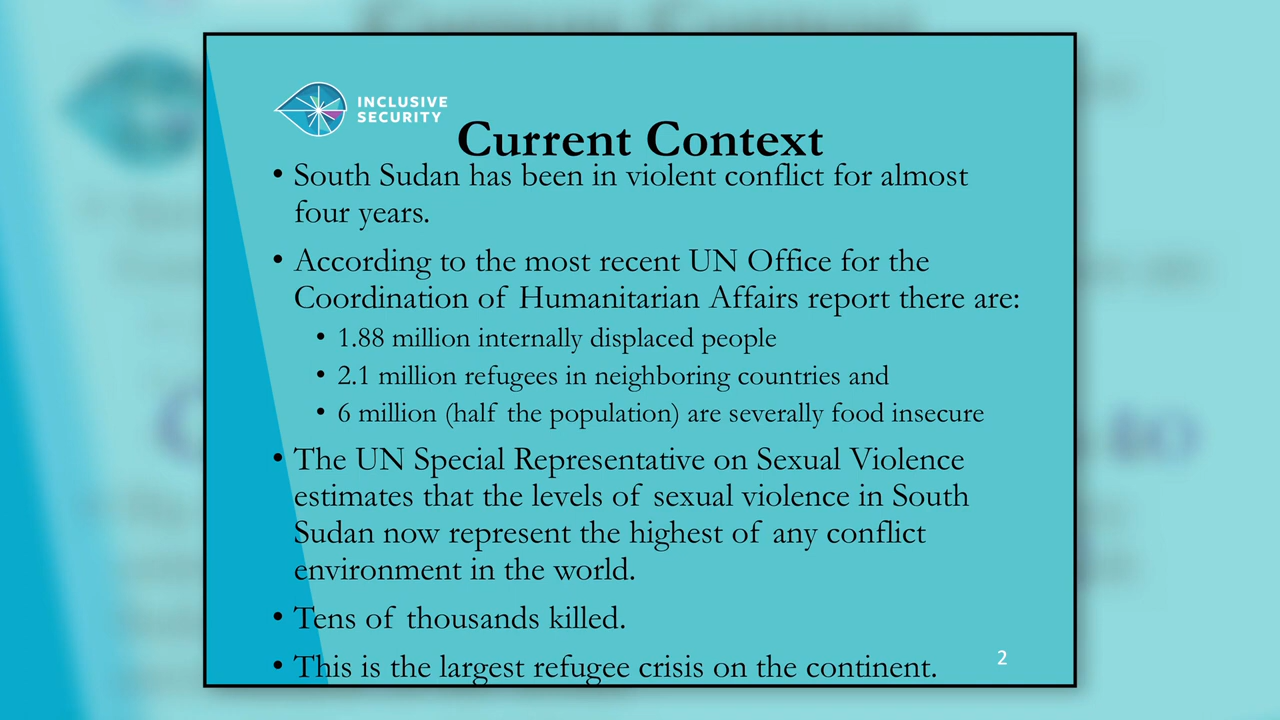 INCLUSIVE
SECURITY
Current Context
• South Sudan has been in violent conflict for almost
four years.
• According to the most recent UN Office for the
Coordination of Humanitarian Affairs report there are:
• 1.88 million internally displaced people
• 2.1 million refugees in neighboring countries and
• 6 million (half the population) are severally food insecure
• The UN Special Representative on Sexual Violence
estimates that the levels of sexual violence in South
Sudan now represent the highest of any conflict
environment in the world.
• Tens of thousands killed.
• This is the largest refugee crisis on the continent.
2